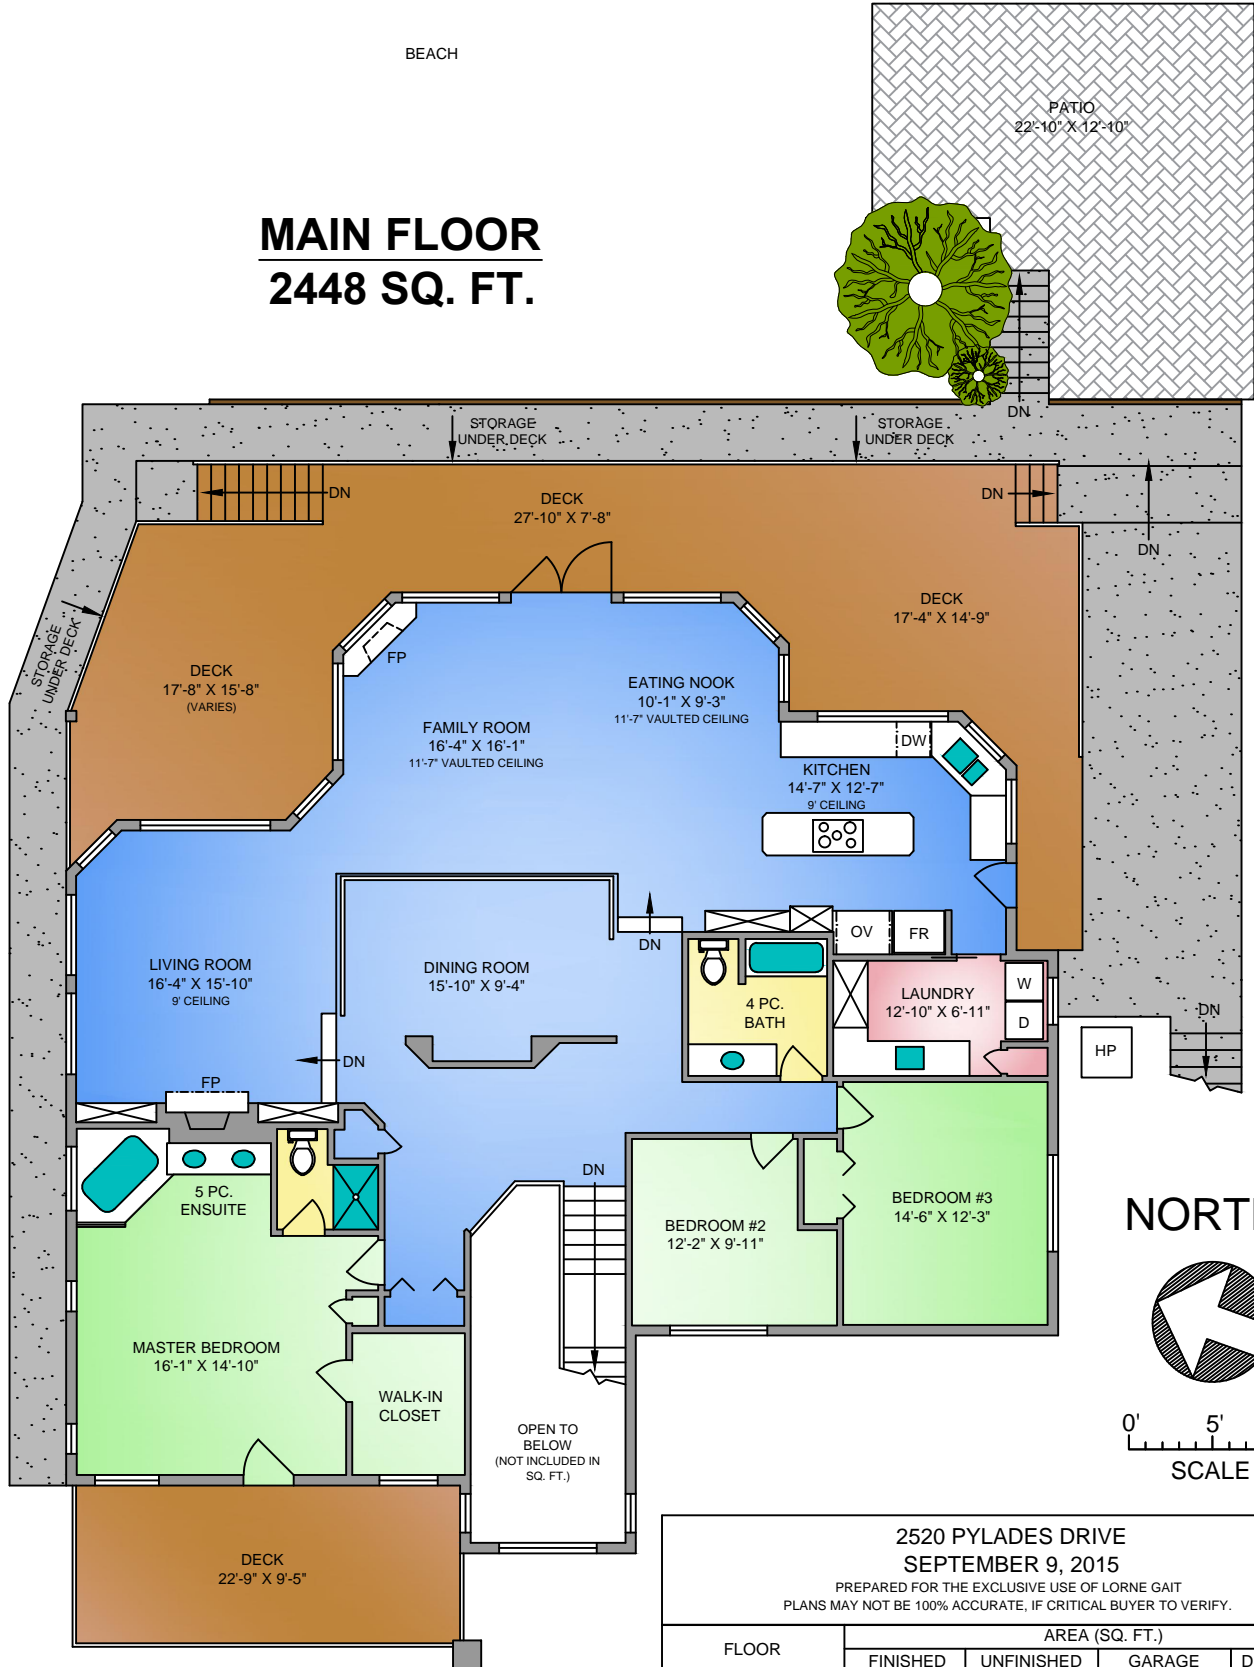 BEACH
PATIO
22'-10" X 12'-10"
MAIN FLOOR
2448 SQ. FT.
DN
STORAGE
UNDER DECK
STORAGE
UNDER DECK
DN
DECK
27'-10" X 7'-8"
DN
DN
STORAGE
UNDER DECK
DECK
17'-8" X 15'-8"
(VARIES)
FP
DECK
17'-4" X 14'-9"
EATING NOOK
10'-1" X 9'-3"
11'-7" VAULTED CEILING
FAMILY ROOM
16'-4" X 16'-1"
11'-7" VAULTED CEILING
DW
KITCHEN
14'-7" X 12'-7"
9' CEILING
OV
FR
DN
LIVING ROOM
16'-4" X 15'-10"
9' CEILING
DINING ROOM
15'-10" X 9'-4"
4 PC.
BATH
LAUNDRY
12'-10" X 6'-11"
W
D
HP
DN
DN
FP
5 PC.
ENSUITE
DN
BEDROOM #2
12'-2" X 9'-11"
BEDROOM #3
14'-6" X 12'-3"
MASTER BEDROOM
16'-1" X 14'-10"
WALK-IN
CLOSET
OPEN TO
BELOW
(NOT INCLUDED IN
SQ. FT.)
DECK
22'-9" X 9'-5"
0' 5'
SCALE
2520 PYLADES DRIVE
SEPTEMBER 9, 2015
PREPARED FOR THE EXCLUSIVE USE OF LORNE GAIT
PLANS MAY NOT BE 100% ACCURATE, IF CRITICAL BUYER TO VERIFY.
FLOOR
AREA (SQ. FT.)
FINISHED UNFINISHED GARAGE